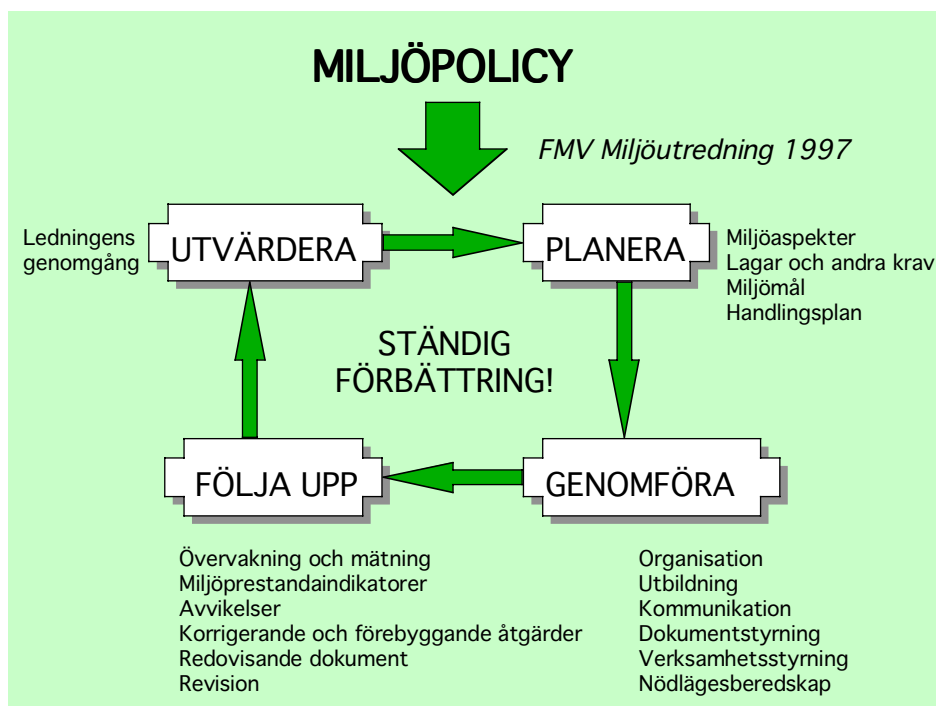 MILJÖPOLICY
FMV Miljöutredning 1997
Ledningens
genomgång
UTVÄRDERA
PLANERA
Miljöaspekter
Lagar och andra krav
Miljömål
Handlingsplan
STÄNDIG
FÖRBÄTTRING!
FÖLJA UPP
GENOMFÖRA
Övervakning och mätning
Miljöprestandaindikatorer
Avvikelser
Korrigerande och förebyggande åtgärder
Redovisande dokument
Revision
Organisation
Utbildning
Kommunikation
Dokumentstyrning
Verksamhetsstyrning
Nödlägesberedskap